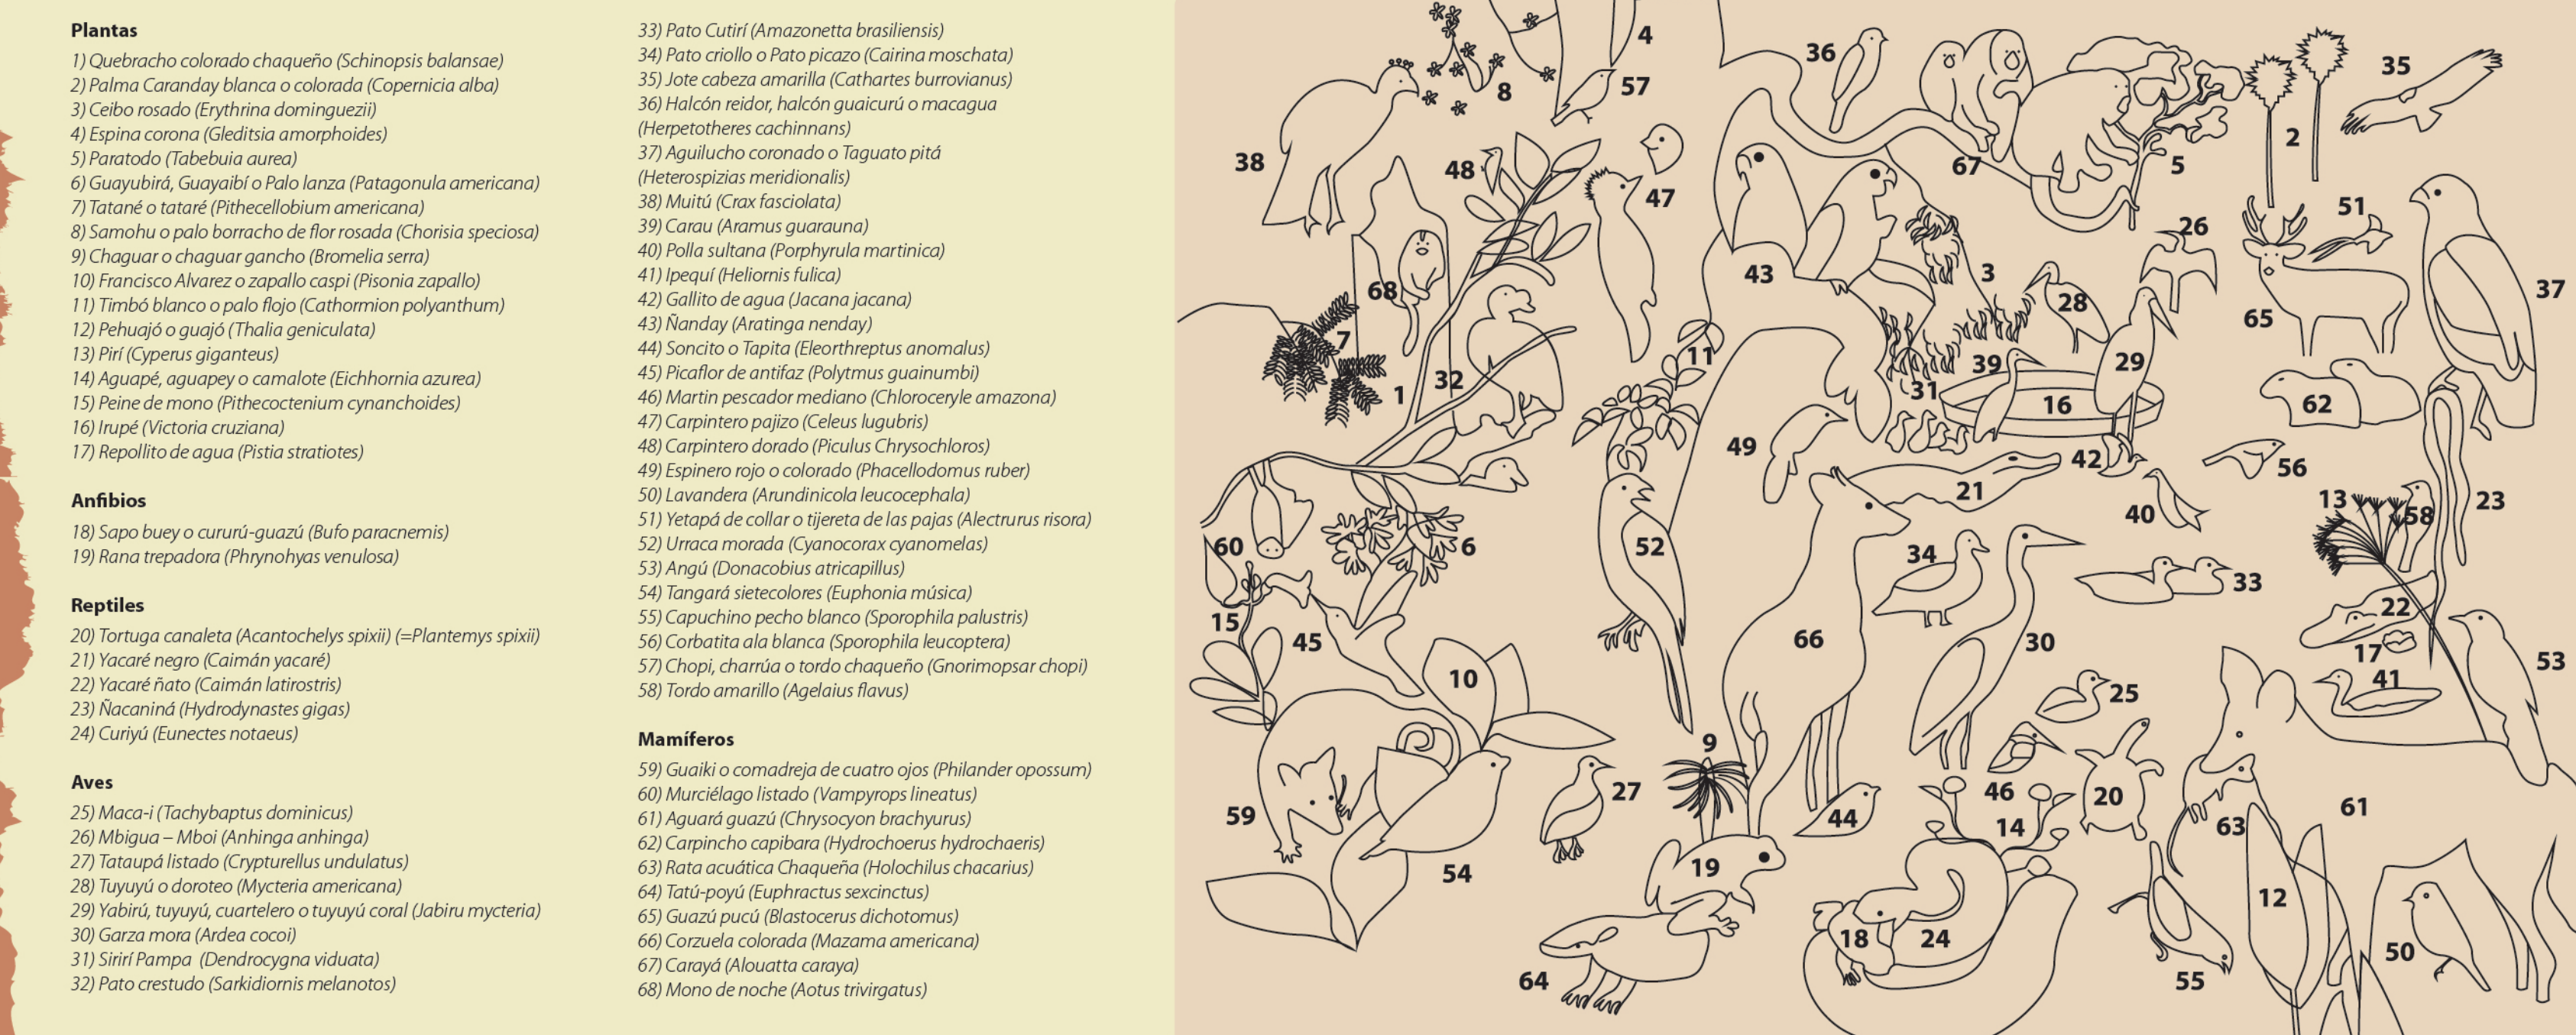 Plantas
1) Quebracho colorado chaqueño (Schinopsis balansae)
2) Palma Caranday blanca o colorada (Copernicia alba)
3) Ceibo rosado (Erythrina dominguezii)
4) Espina corona (Gleditsia amorphoides)
5) Paratodo (Tabebuia aurea)
6) Guayubirá, Guayaibí o Palo lanza (Patagonula americana)
7) Tatané o tataré (Pithecellobium americana)
8) Samohu o palo borracho de flor rosada (Chorisia speciosa)
9) Chaguar o chaguar gancho (Bromelia serra)
10) Francisco Alvarez o zapallo caspi (Pisonia zapallo)
11) Timbó blanco o palo flojo (Cathormion polyanthum)
12) Pehuajó o guajó (Thalia geniculata)
13) Pirí (Cyperus giganteus)
14) Aguapé, aguapey o camalote (Eichhornia azurea)
15) Peine de mono (Pithecoctenium cynanchoides)
16) Irupé (Victoria cruziana)
17) Repollito de agua (Pistia stratiotes)
Anfibios
18) Sapo buey o cururú-guazú (Bufo paracnemis)
19) Rana trepadora (Phrynohyas venulosa)
Reptiles
20) Tortuga canaleta (Acantochelys spixii) (=Plantemys spixii)
21) Yacaré negro (Caimán yacaré)
22) Yacaré ñato (Caimán latirostris)
23) Ñacaniná (Hydrodynastes gigas)
24) Curiyú (Eunectes notaeus)
Aves
25) Maca-i (Tachybaptus dominicus)
26) Mbigua – Mboi (Anhinga anhinga)
27) Tataupá listado (Crypturellus undulatus)
28) Tuyuyú o doroteo (Mycteria americana)
29) Yabirú, tuyuyú, cuartelero o tuyuyú coral (Jabiru mycteria)
30) Garza mora (Ardea cocoi)
31) Sirirí Pampa (Dendrocygna viduata)
32) Pato crestudo (Sarkidiornis melanotos)
33) Pato Cutirí (Amazonetta brasiliensis)
34) Pato criollo o Pato picazo (Cairina moschata)
35) Jote cabeza amarilla (Cathartes burrovianus)
36) Halcón reidor, halcón guaicurú o macagua
(Herpetotheres cachinnans)
37) Aguilucho coronado o Taguato pitá
(Heterospizias meridionalis)
38) Muitú (Crax fasciolata)
39) Carau (Aramus guarauna)
40) Polla sultana (Porphyrula martinica)
41) Ipequí (Heliornis fulica)
42) Gallito de agua (Jacana jacana)
43) Ñanday (Aratinga nenday)
44) Soncito o Tapita (Eleorthreptus anomalus)
45) Picaflor de antifaz (Polytmus guainumbi)
46) Martin pescador mediano (Chloroceryle amazona)
47) Carpintero pajizo (Celeus lugubris)
48) Carpintero dorado (Piculus Chrysochloros)
49) Espinero rojo o colorado (Phacellodomus ruber)
50) Lavandera (Arundinicola leucocephala)
51) Yetapá de collar o tijereta de las pajas (Alectrurus risora)
52) Urraca morada (Cyanocorax cyanomelas)
53) Angú (Donacobius atricapillus)
54) Tangará sietecolores (Euphonia música)
55) Capuchino pecho blanco (Sporophila palustris)
56) Corbatita ala blanca (Sporophila leucoptera)
57) Chopi, charrúa o tordo chaqueño (Gnorimopsar chopi)
58) Tordo amarillo (Agelaius flavus)
Mamíferos
59) Guaiki o comadreja de cuatro ojos (Philander opossum)
60) Murciélago listado (Vampyrops lineatus)
61) Aguará guazú (Chrysocyon brachyurus)
62) Carpincho capibara (Hydrochoerus hydrochaeris)
63) Rata acuática Chaqueña (Holochilus chacarius)
64) Tatú-poyú (Euphractus sexcinctus)
65) Guazú pucú (Blastocerus dichotomus)
66) Corzuela colorada (Mazama americana)
67) Carayá (Alouatta caraya)
68) Mono de noche (Aotus trivirgatus)
4
36
35
57
8
2
38
48
67
5
47
51
26
43
3
37
68
28
65
7
11
29
32
39
1
31
16
62
49
42
56
21
13
23
40
58
60
6
52
34
33
22
15
45
66
30
17
53
10
41
25
9
27
46
20
59
44
14
63
61
19
54
12
18
24
50
64
55